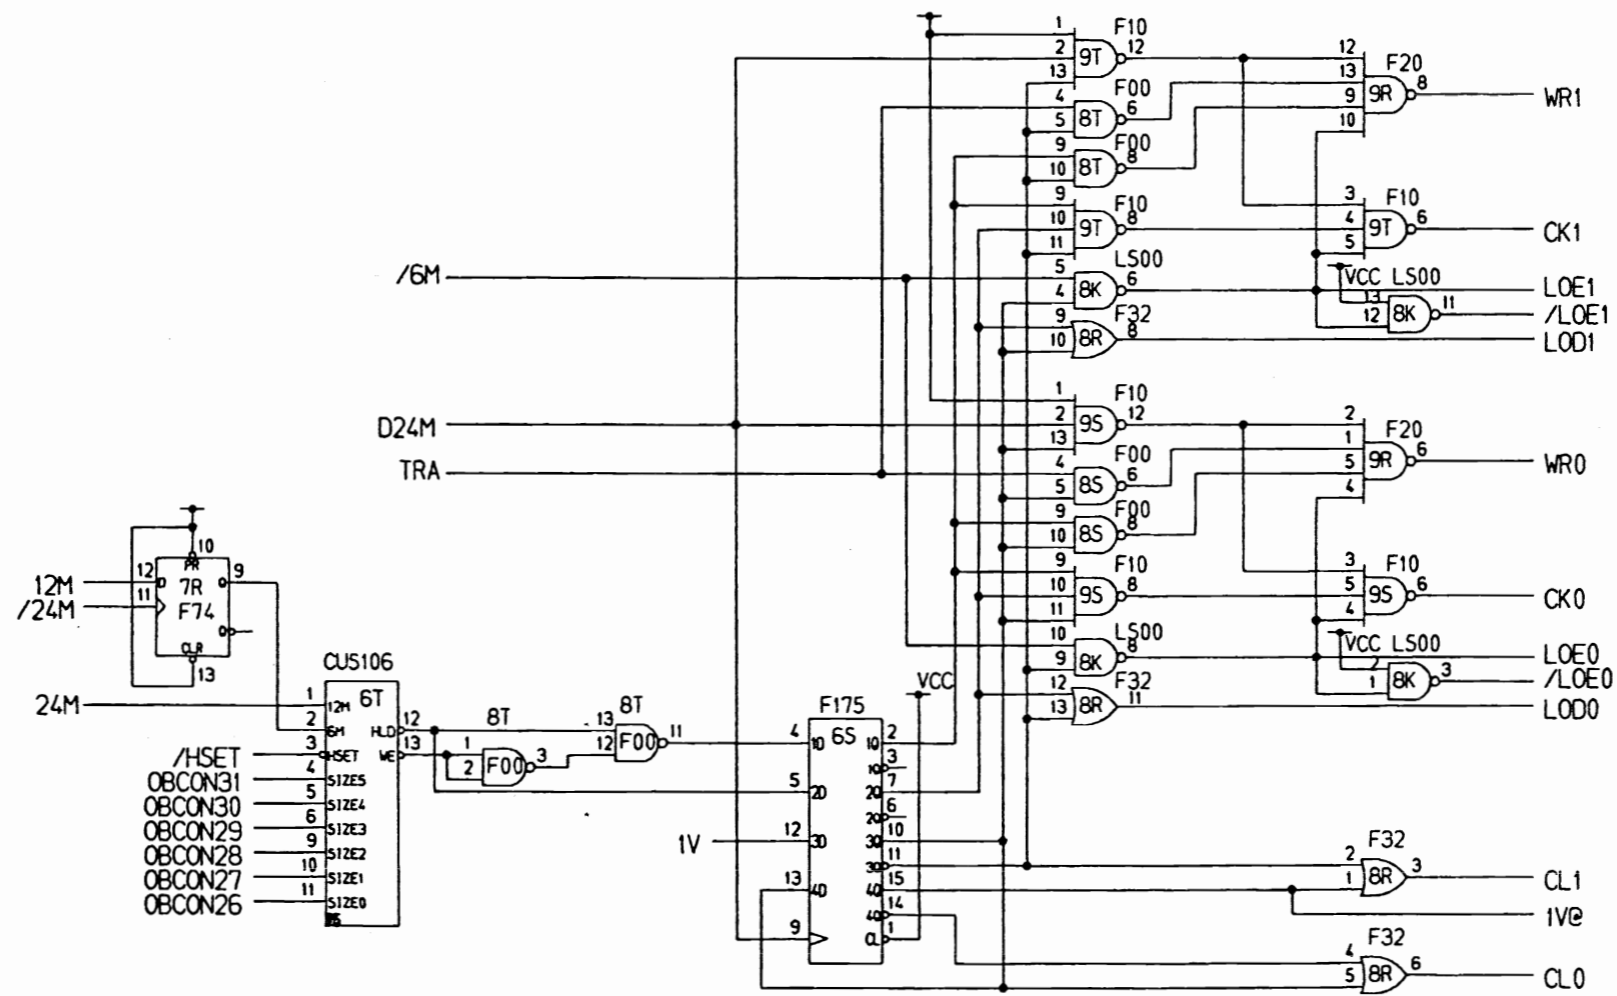 1 F10
2 9T 12 12 F20
13 13 8
F00 9 9R WR1
4 6 10
5 8T
F00
9 8
10 8T
9 F10 3 F10
10 9T 8 4 9T 6 CK1
11 5
LS00
/6M 5 6 VCC LS00 LOE1
4 8K 13 11 /LOE1
F32 12 8K
9 8 LOD1
10 8R
1 F10
D24M 2 9S 12 2 F20
13 1 6
F00 5 9R WR0
TRA 4 6 4
5 8S
F00
9 8
10 8S
9 F10 3 F10
10 9S 8 5 9S 6 CK0
11 4
LS00
10 8 VCC LS00 LOE0
9 8K 2 3 /LOE0
F32 1 8K
12 11 LOD0
13 8R
10
PR
12M 12 D 7R Q 9
/24M 11 F74
Q
CLR
13
CUS106
24M 1 12M 6T
2 6M HLD 12
/HSET 3 HSET WE 13
OBCON31 4 SIZE5
OBCON30 5 SIZE4
OBCON29 6 SIZE3
OBCON28 9 SIZE2
OBCON27 10 SIZE1
OBCON26 11 SIZE0
8T 8T
1 13
2 F00 3 12 F00 11
VCC
F175
6S
4 1D 1Q 2
1Q 3
5 2D 2Q 7
2Q 6
1V 12 3D 3Q 10
3Q 11
13 4D 4Q 15
4Q 14
9 CL 1
F32
2 3 CL1
1 8R
1V@
F32
4 6 CL0
5 8R